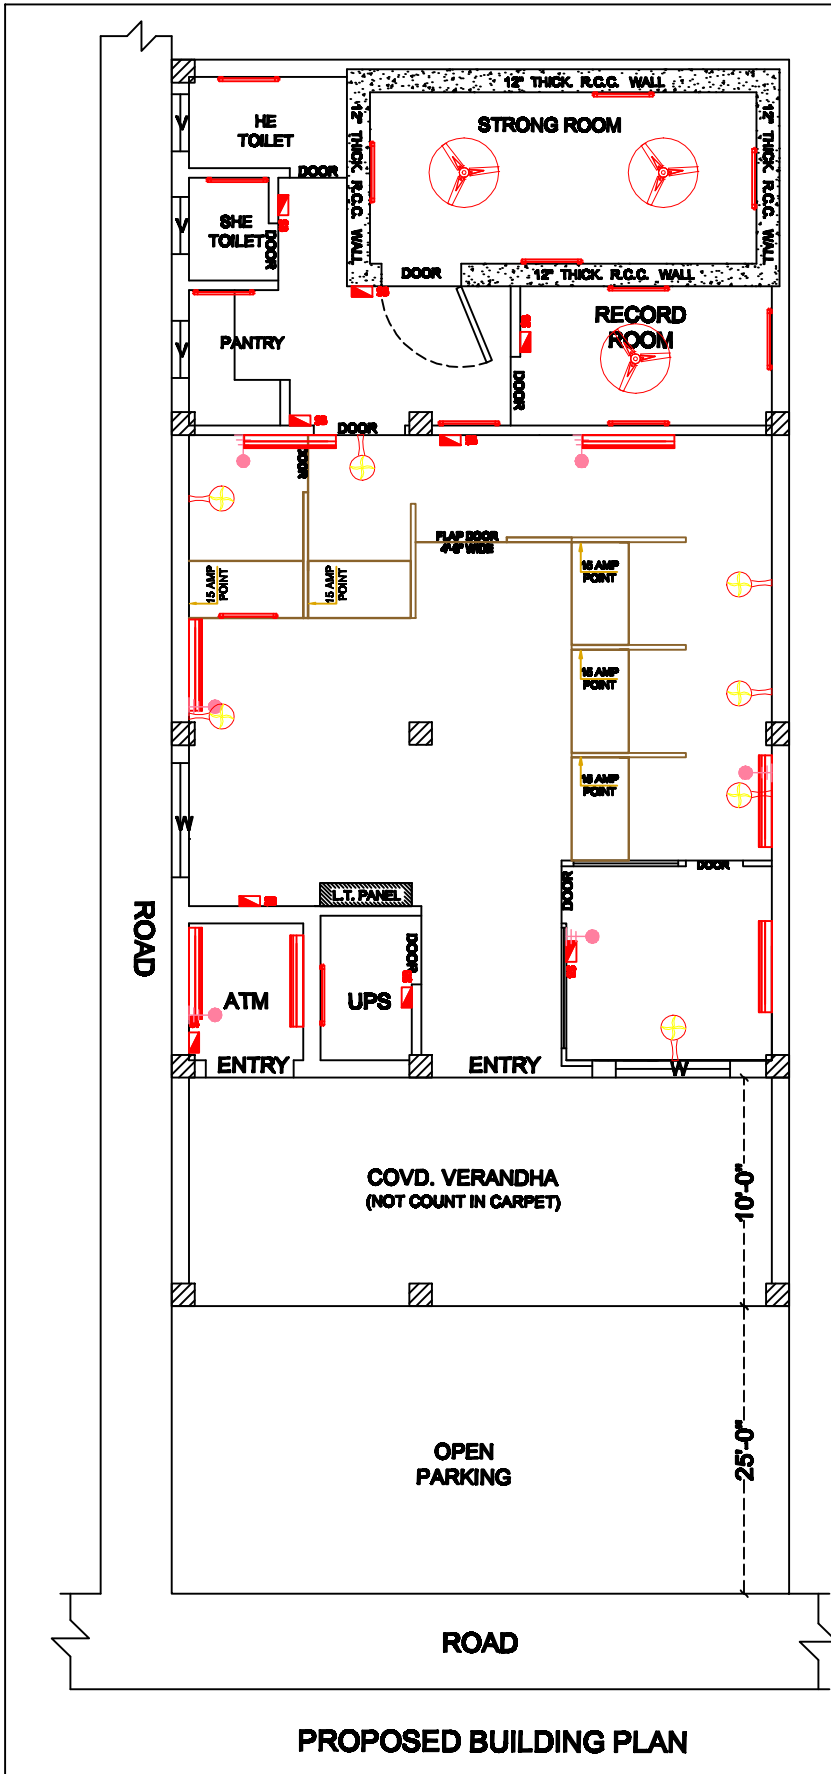 12" THICK. R.C.C. WALL
HE
TOILET
V
STRONG ROOM
12" THICK. R.C.C. WALL
12" THICK. R.C.C. WALL
DOOR
SHE
TOILET
V
DOOR
DOOR
12" THICK. R.C.C. WALL
RECORD
ROOM
PANTRY
V
DOOR
DOOR
DOOR
FLAP DOOR
4'-6" WIDE
15 AMP
POINT
15 AMP
POINT
15 AMP
POINT
15 AMP
POINT
15 AMP
POINT
W
DOOR
DOOR
L.T. PANEL
ROAD
DOOR
ATM
UPS
ENTRY
ENTRY
W
COVD. VERANDHA
(NOT COUNT IN CARPET)
10'-0"
OPEN
PARKING
25'-0"
ROAD
PROPOSED BUILDING PLAN